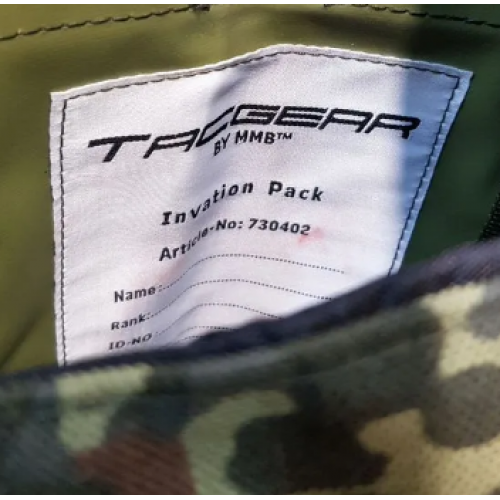 TACGEAR
BY MMB™
Invation Pack
Article-No: 730402
Name:
Rank:
ID-NO